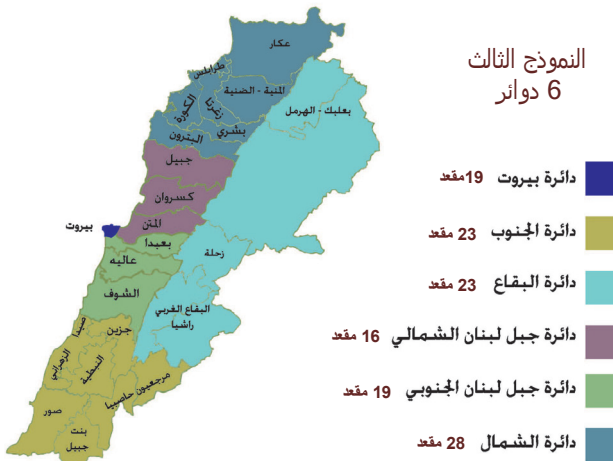 النموذج الثالث
6 دوائر
دائرة بيروت 19 مقعد
دائرة الجنوب 23 مقعد
دائرة البقاع 23 مقعد
دائرة جبل لبنان الشمالي 16 مقعد
دائرة جبل لبنان الجنوبي 19 مقعد
دائرة الشمال 28 مقعد
عكار
طرابلس
المنية - الضنية
زغرتا
الكورة
بشري
البترون
بعلبك - الهرمل
جبيل
كسروان
المتن
بيروت
بعبدا
عاليه
الشوف
زحلة
البقاع الغربي
راشيا
صيدا
جزين
الزهراني
النبطية
مرجعيون حاصبيا
صور
بنت
جبيل